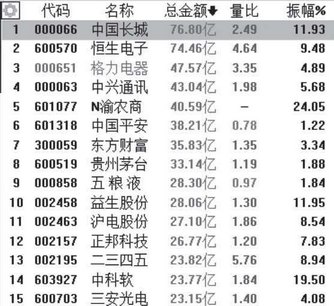 代码 名称 总金额 量比 振幅%
1 000066 中国长城 76.80亿 2.49 11.93
2 600570 恒生电子 74.46亿 4.64 9.48
3 000651 格力电器 47.57亿 3.35 4.89
4 000063 中兴通讯 43.04亿 1.98 5.68
5 601077 N渝农商 40.59亿 — 24.05
6 601318 中国平安 38.21亿 0.78 1.22
7 300059 东方财富 35.83亿 1.35 3.34
8 600519 贵州茅台 33.14亿 1.19 1.88
9 000858 五粮液 28.30亿 0.97 1.84
10 002458 益生股份 28.06亿 1.30 11.95
11 002463 沪电股份 27.10亿 1.86 8.54
12 002157 正邦科技 26.77亿 1.20 7.83
13 002195 二三四五 23.82亿 5.76 8.94
14 603927 中科软 23.77亿 1.84 19.50
15 600703 三安光电 23.15亿 1.40 4.80